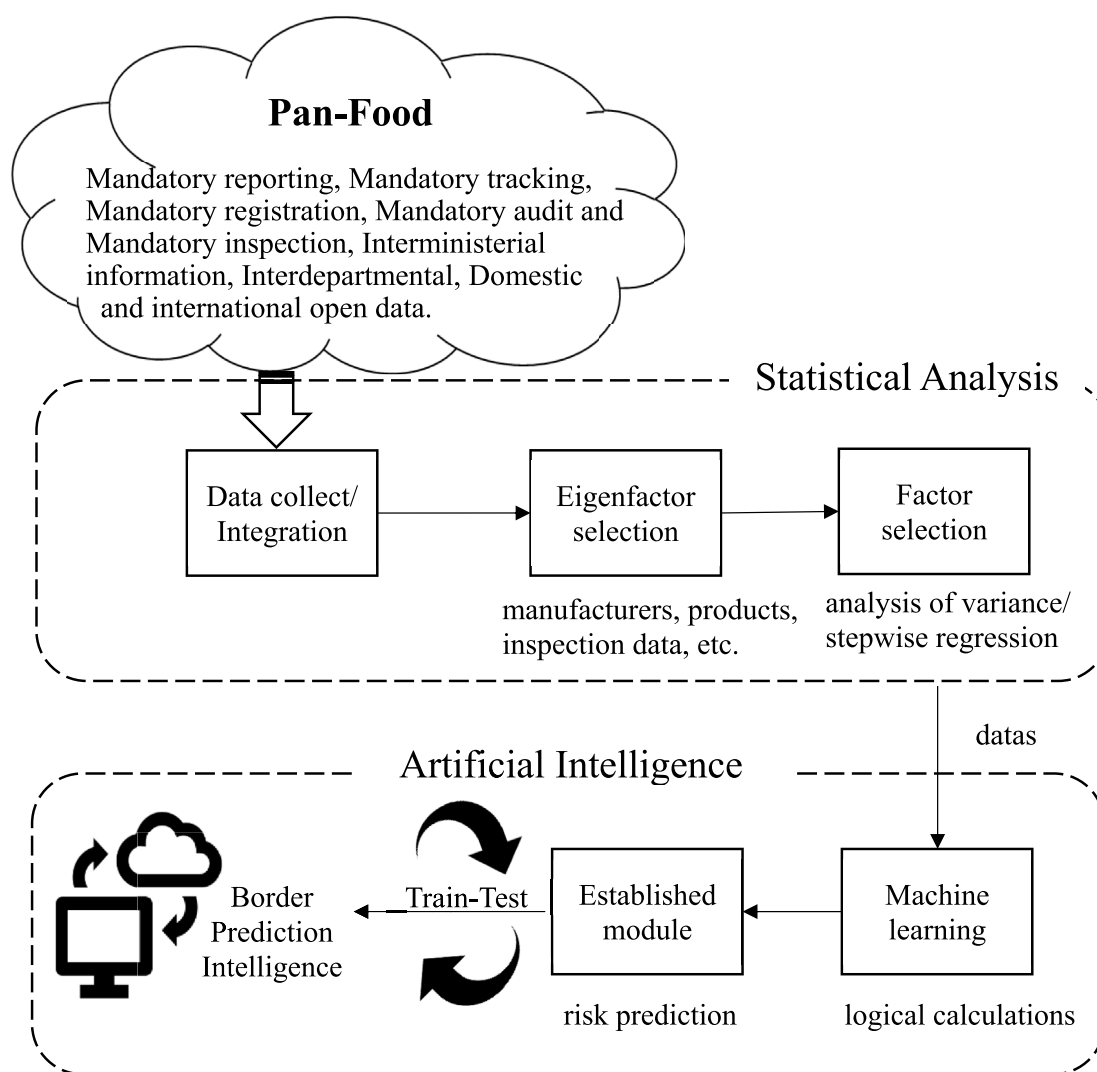 Pan-Food
Mandatory reporting, Mandatory tracking,
Mandatory registration, Mandatory audit and
Mandatory inspection, Interministerial
information, Interdepartmental, Domestic
and international open data.
Statistical Analysis
Data collect/
Integration
Eigenfactor
selection
Factor
selection
manufacturers, products,
inspection data, etc.
analysis of variance/
stepwise regression
datas
Artificial Intelligence
Border
Prediction
Intelligence
Train-Test
Established
module
Machine
learning
risk prediction
logical calculations